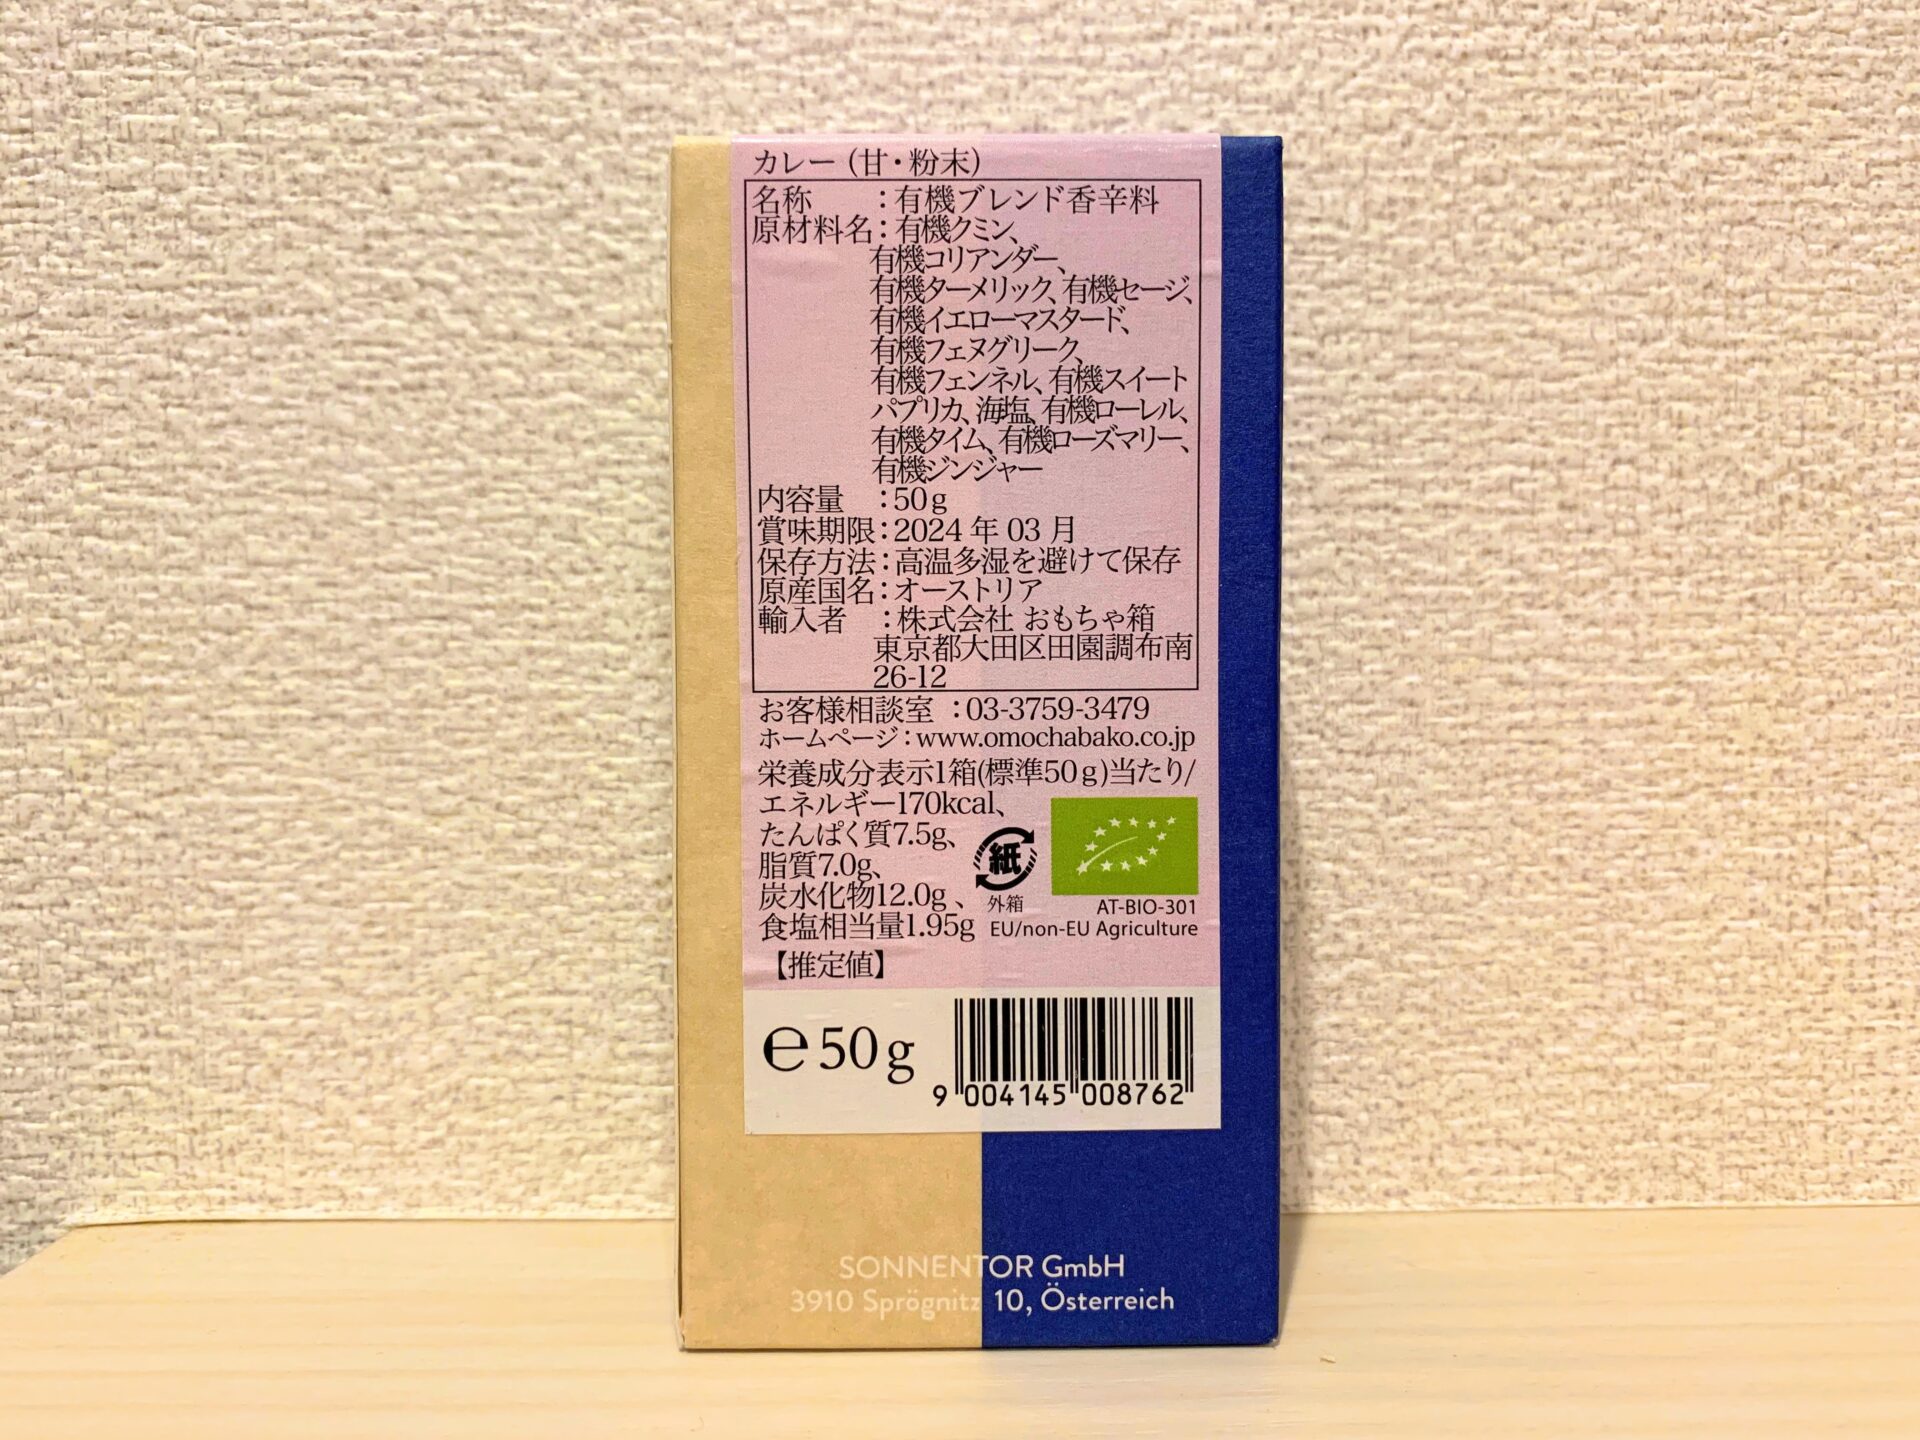 カレー（甘・粉末）
名称　　：有機ブレンド香辛料
原材料名：有機クミン、
有機コリアンダー、
有機ターメリック、有機セージ、
有機イエローマスタード、
有機フェヌグリーク、
有機フェンネル、有機スイート
パプリカ、海塩、有機ローレル、
有機タイム、有機ローズマリー、
有機ジンジャー
内容量　：50g
賞味期限：2024 年 03 月
保存方法：高温多湿を避けて保存
原産国名：オーストリア
輸入者　：株式会社 おもちゃ箱
東京都大田区田園調布南
26-12
お客様相談室 ：03-3759-3479
ホームページ：www.omochabako.co.jp
栄養成分表示1箱(標準50g)当たり/
エネルギー170kcal、
たんぱく質7.5g、
脂質7.0g、
炭水化物12.0g 、
食塩相当量1.95g
【推定値】
紙
外箱
AT-BIO-301
EU/non-EU Agriculture
℮50g
9 004145 008762
SONNENTOR GmbH
3910 Sprögnitz 10, Österreich